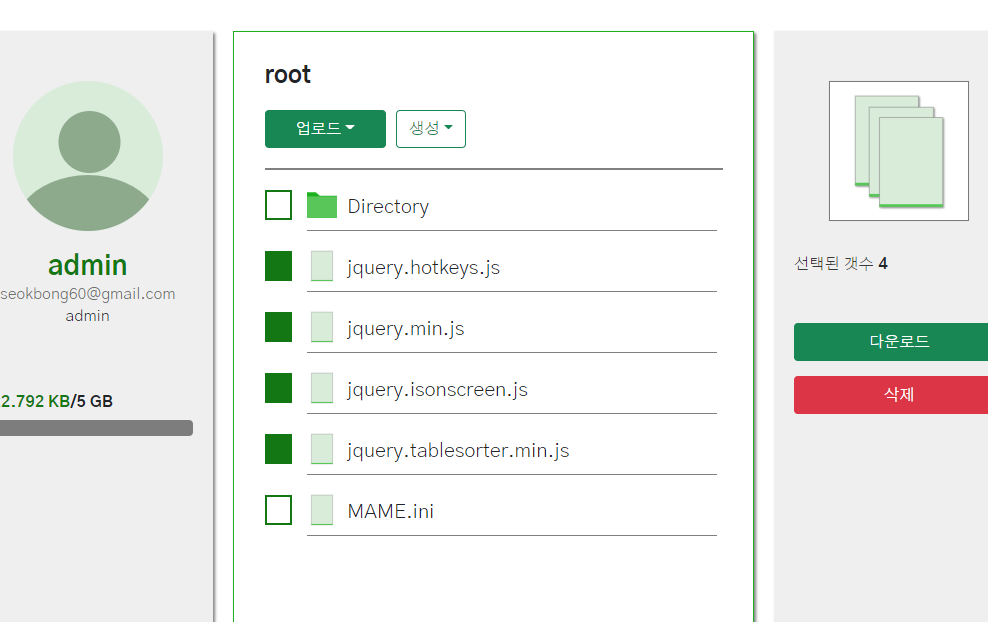 admin
seokbong60@gmail.com
admin
2.792 KB/5 GB
root
업로드
생성
Directory
jquery.hotkeys.js
jquery.min.js
jquery.isonscreen.js
jquery.tablesorter.min.js
MAME.ini
선택된 갯수 4
다운로드
삭제